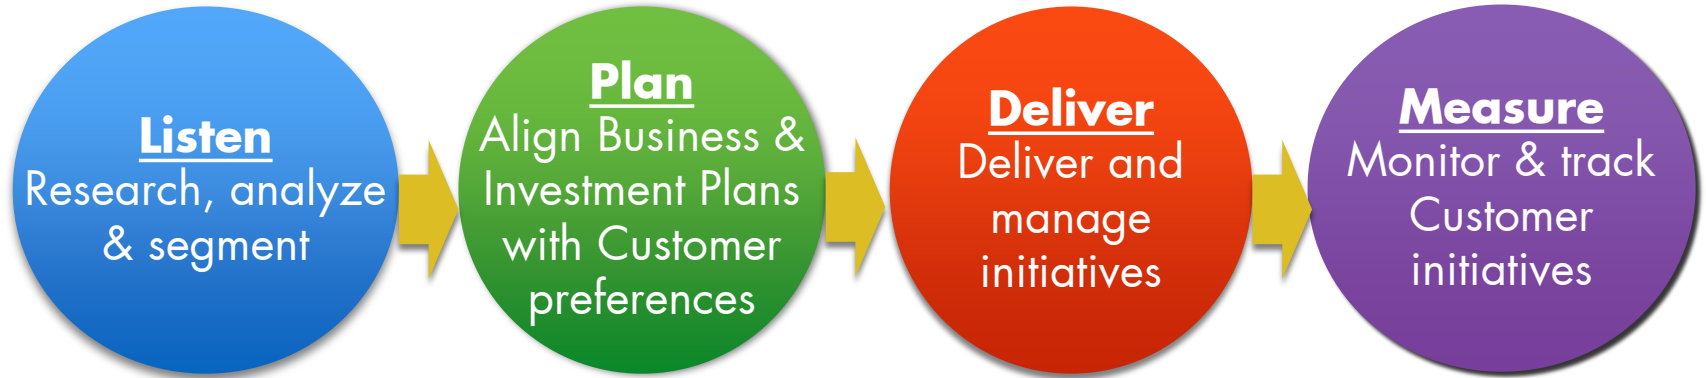 Listen
Research, analyze
& segment
Plan
Align Business &
Investment Plans
with Customer
preferences
Deliver
Deliver and
manage
initiatives
Measure
Monitor & track
Customer
initiatives